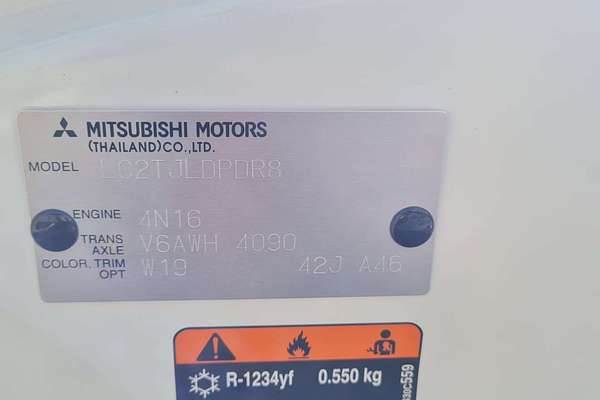 MITSUBISHI MOTORS
(THAILAND)CO.,LTD.
MODEL LC2TJLDPDR8
ENGINE 4N16
TRANS AXLE V6AWH 4090
COLOR, TRIM OPT W19 42J A46
R-1234yf 0.550 kg